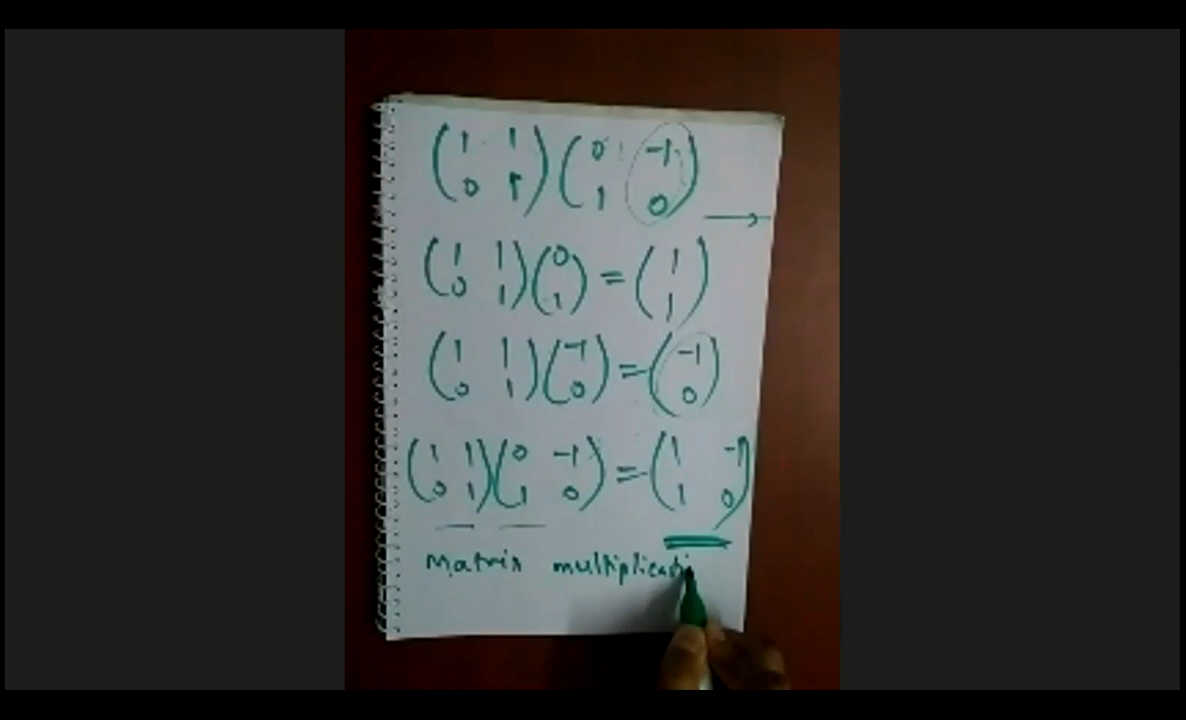 (1 1 0 1)(0 -1 1 0) →
(1 1 0 1)(0 1) = (1 1)
(1 1 0 1)(-1 0) = (-1 0)
(1 1 0 1)(0 -1 1 0) = (1 -1 1 0)
Matrix multiplicati